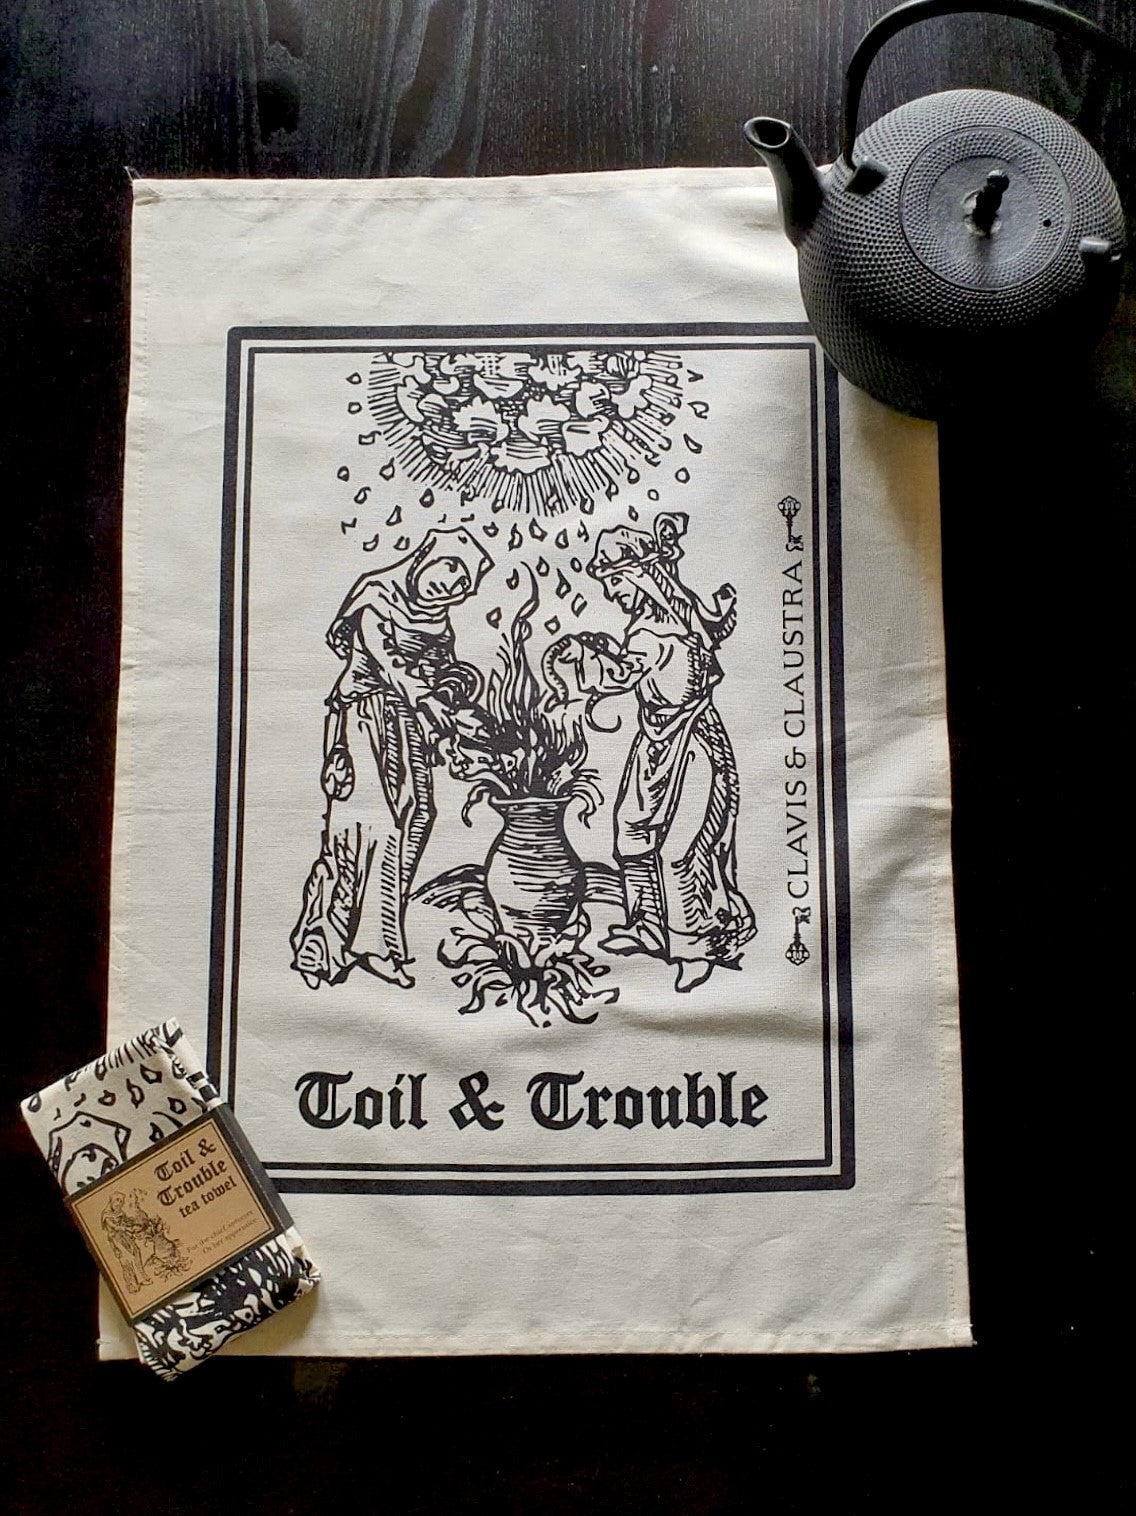 CLAVIS & CLAUSTRA
Toil & Trouble
Toil &
Trouble
tea towel